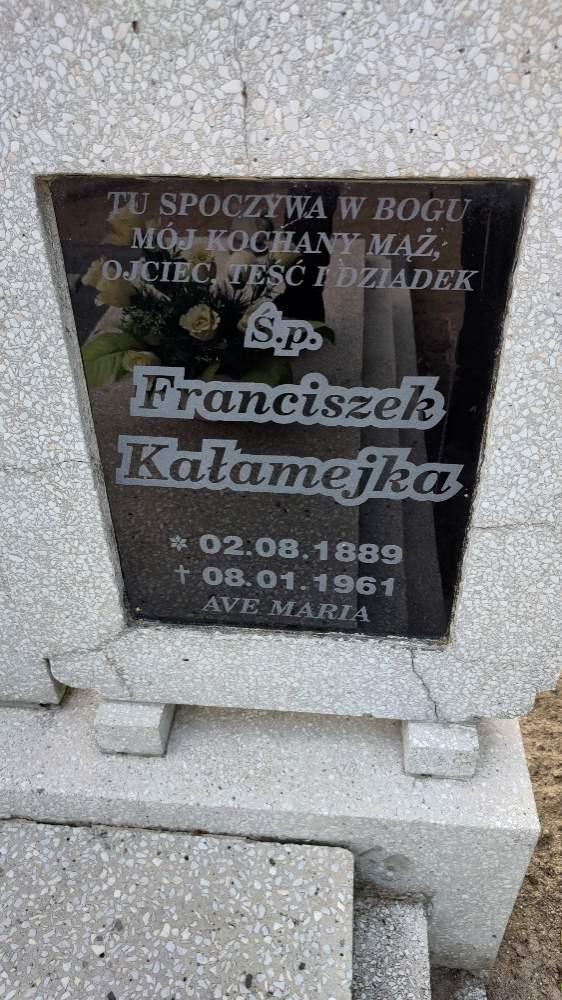 TU SPOCZYWA W BOGU
MÓJ KOCHANY MĄŻ,
OJCIEC, TEŚĆ I DZIADEK
Ś.p.
Franciszek
Kałamejka
* 02.08.1889
† 08.01.1961
AVE MARIA